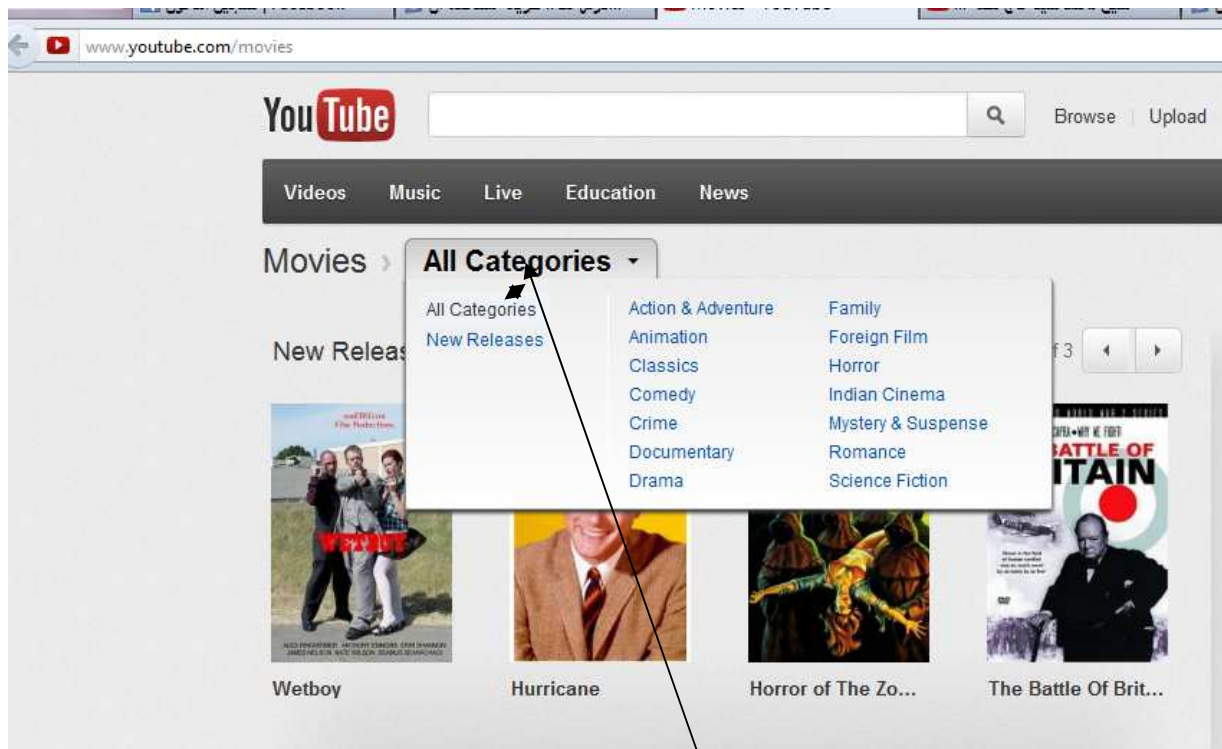 www.youtube.com/movies
YouTube
Browse
Upload
Videos Music Live Education News
Movies › All Categories
All Categories
New Releases
Action & Adventure
Animation
Classics
Comedy
Crime
Documentary
Drama
Family
Foreign Film
Horror
Indian Cinema
Mystery & Suspense
Romance
Science Fiction
New Releas
f 3
WETBOY
BATTLE OF
ITAIN
DVD
Wetboy
Hurricane
Horror of The Zo...
The Battle Of Brit...